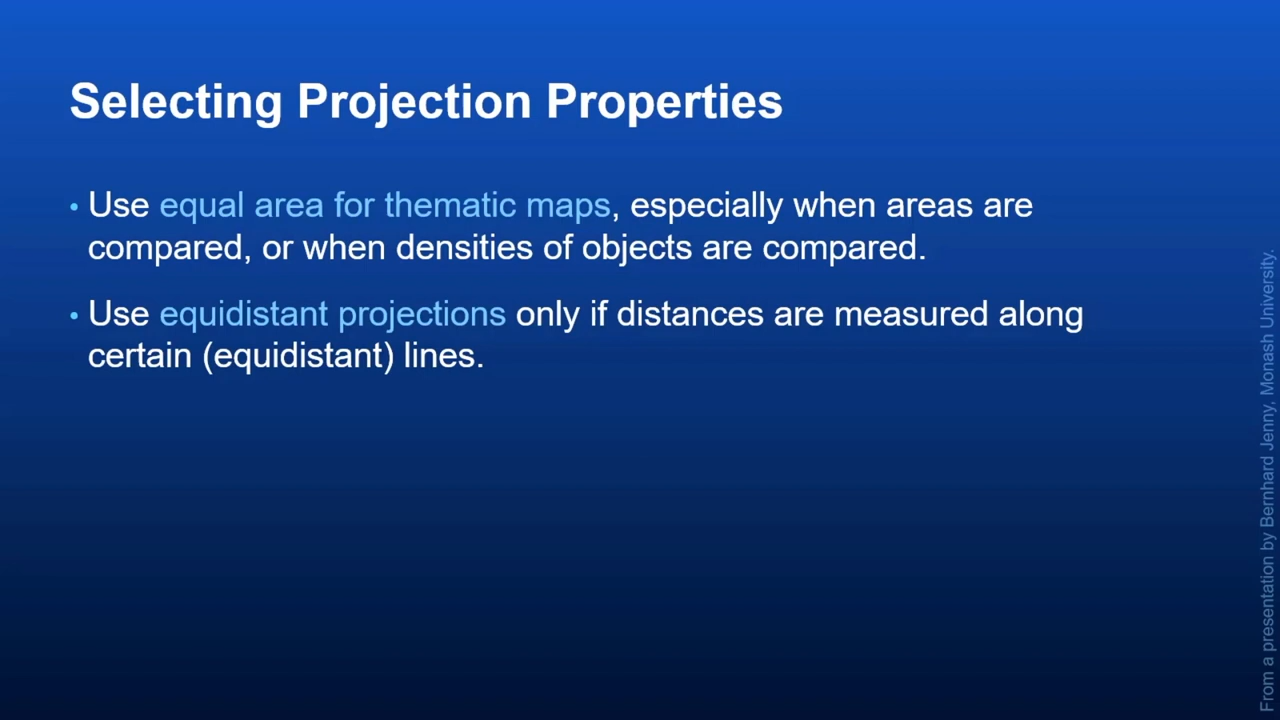 Selecting Projection Properties
• Use equal area for thematic maps, especially when areas are
compared, or when densities of objects are compared.
• Use equidistant projections only if distances are measured along
certain (equidistant) lines.
From a presentation by Bernhard Jenny, Monash University.